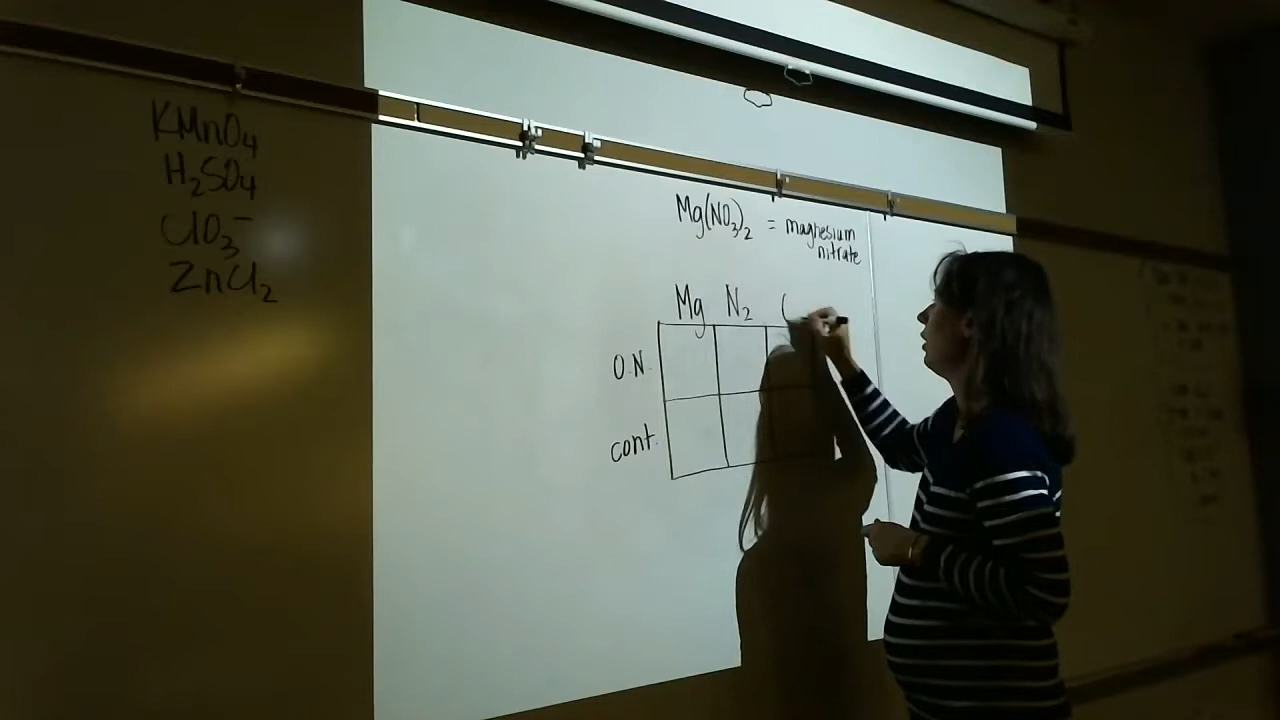 KMnO₄
H₂SO₄
ClO₃⁻
ZnCl₂
Mg(NO₃)₂ = magnesium
nitrate
Mg N₂
O.N.
cont.